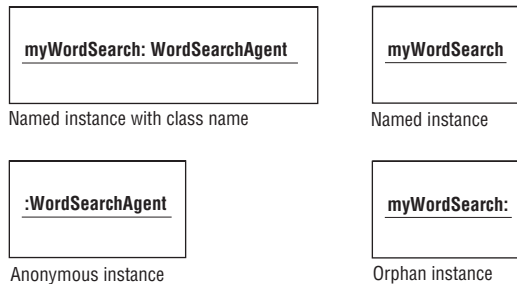 myWordSearch: WordSearchAgent
Named instance with class name
myWordSearch
Named instance
:WordSearchAgent
Anonymous instance
myWordSearch:
Orphan instance